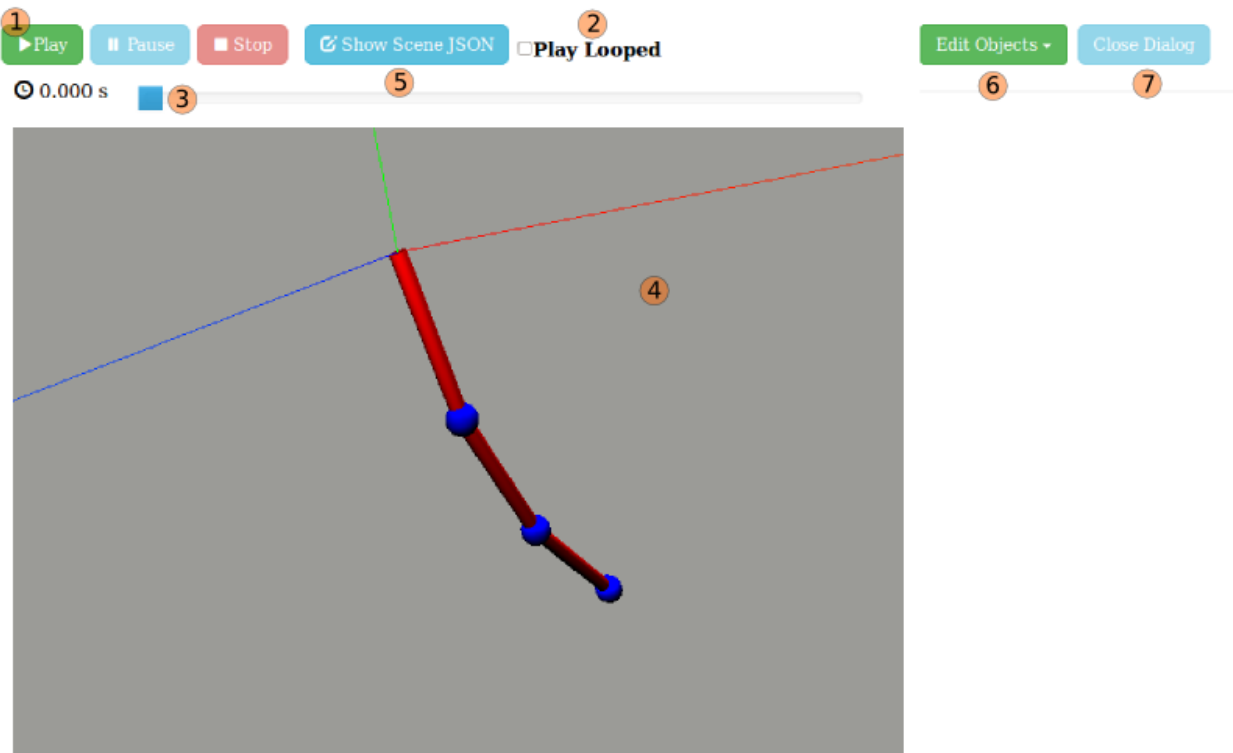 1
2
Play
Pause
Stop
Show Scene JSON
Play Looped
Edit Objects
Close Dialog
5
6
7
0.000 s
3
4